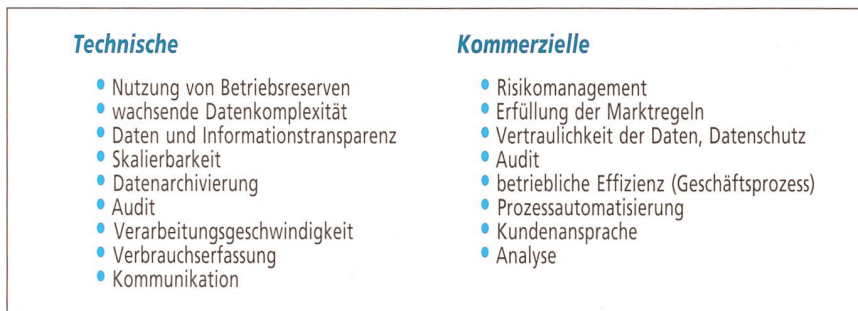 Technische
• Nutzung von Betriebsreserven
• wachsende Datenkomplexität
• Daten und Informationstransparenz
• Skalierbarkeit
• Datenarchivierung
• Audit
• Verarbeitungsgeschwindigkeit
• Verbrauchserfassung
• Kommunikation
Kommerzielle
• Risikomanagement
• Erfüllung der Marktregeln
• Vertraulichkeit der Daten, Datenschutz
• Audit
• betriebliche Effizienz (Geschäftsprozess)
• Prozessautomatisierung
• Kundenansprache
• Analyse